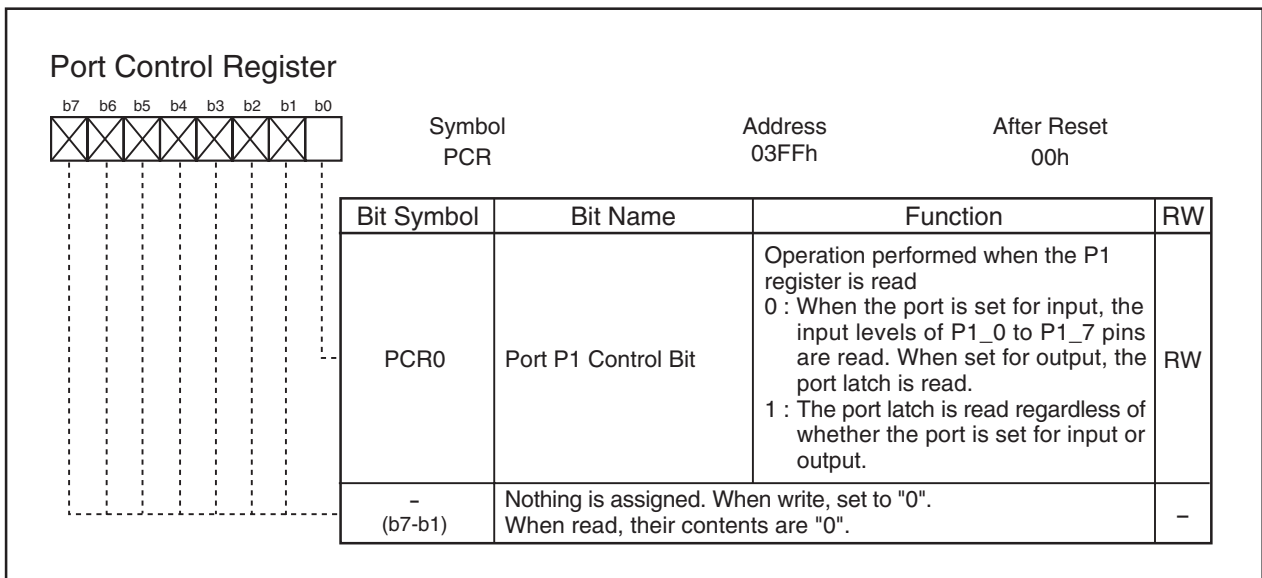 Port Control Register
b7 b6 b5 b4 b3 b2 b1 b0
Symbol Address After Reset
PCR 03FFh 00h
Bit Symbol Bit Name Function RW
PCR0 Port P1 Control Bit RW
Operation performed when the P1
register is read
0 : When the port is set for input, the
input levels of P1_0 to P1_7 pins
are read. When set for output, the
port latch is read.
1 : The port latch is read regardless of
whether the port is set for input or
output.
–
(b7-b1)
Nothing is assigned. When write, set to "0".
When read, their contents are "0".
–